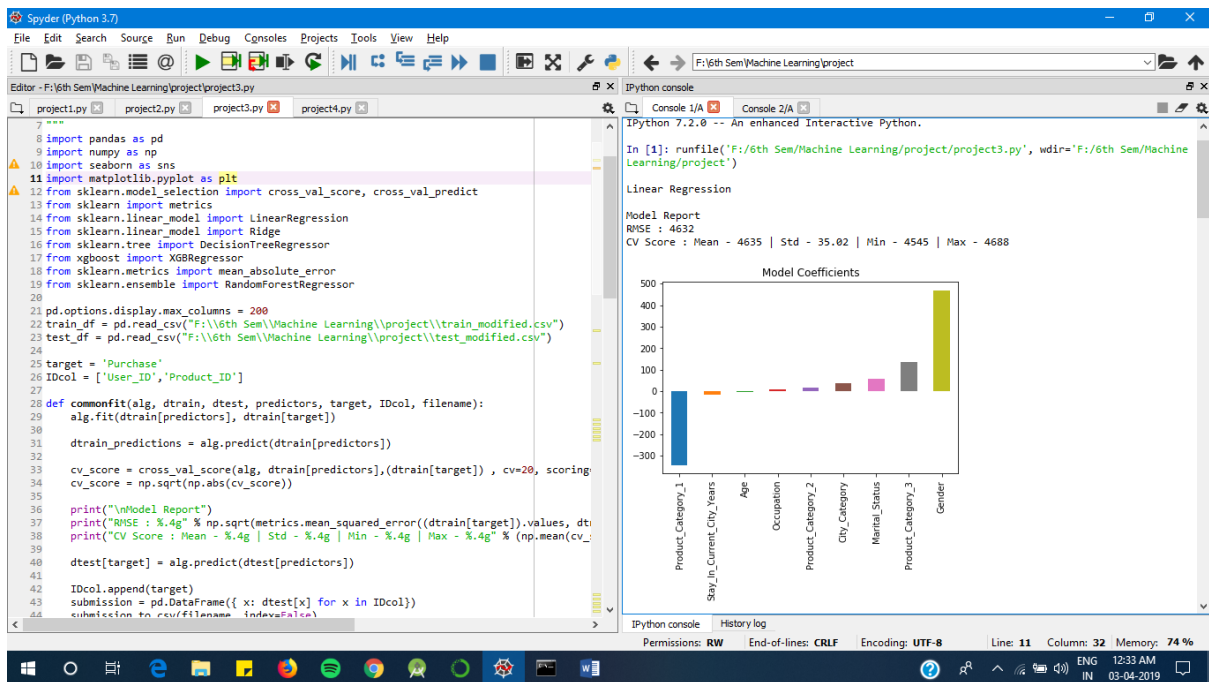 Spyder (Python 3.7)
File Edit Search Source Run Debug Consoles Projects Tools View Help
F:\6th Sem\Machine Learning\project
Editor - F:\6th Sem\Machine Learning\project\project3.py
project1.py project2.py project3.py project4.py
7 """
8 import pandas as pd
9 import numpy as np
10 import seaborn as sns
11 import matplotlib.pyplot as plt
12 from sklearn.model_selection import cross_val_score, cross_val_predict
13 from sklearn import metrics
14 from sklearn.linear_model import LinearRegression
15 from sklearn.linear_model import Ridge
16 from sklearn.tree import DecisionTreeRegressor
17 from xgboost import XGBRegressor
18 from sklearn.metrics import mean_absolute_error
19 from sklearn.ensemble import RandomForestRegressor
20
21 pd.options.display.max_columns = 200
22 train_df = pd.read_csv("F:\\6th Sem\\Machine Learning\\project\\train_modified.csv")
23 test_df = pd.read_csv("F:\\6th Sem\\Machine Learning\\project\\test_modified.csv")
24
25 target = 'Purchase'
26 IDcol = ['User_ID','Product_ID']
27
28 def commonfit(alg, dtrain, dtest, predictors, target, IDcol, filename):
29     alg.fit(dtrain[predictors], dtrain[target])
30
31     dtrain_predictions = alg.predict(dtrain[predictors])
32
33     cv_score = cross_val_score(alg, dtrain[predictors],(dtrain[target]) , cv=20, scoring
34     cv_score = np.sqrt(np.abs(cv_score))
35
36     print("\nModel Report")
37     print("RMSE : %.4g" % np.sqrt(metrics.mean_squared_error((dtrain[target]).values, dt
38     print("CV Score : Mean - %.4g | Std - %.4g | Min - %.4g | Max - %.4g" % (np.mean(cv_
39
40     dtest[target] = alg.predict(dtest[predictors])
41
42     IDcol.append(target)
43     submission = pd.DataFrame({ x: dtest[x] for x in IDcol})
44     submission.to_csv(filename, index=False)
IPython console
Console 1/A Console 2/A
IPython 7.2.0 -- An enhanced Interactive Python.
In [1]: runfile('F:/6th Sem/Machine Learning/project/project3.py', wdir='F:/6th Sem/Machine
Learning/project')
Linear Regression
Model Report
RMSE : 4632
CV Score : Mean - 4635 | Std - 35.02 | Min - 4545 | Max - 4688
Model Coefficients
500
400
300
200
100
0
−100
−200
−300
Product_Category_1
Stay_In_Current_City_Years
Age
Occupation
Product_Category_2
City_Category
Marital_Status
Product_Category_3
Gender
IPython console History log
Permissions: RW End-of-lines: CRLF Encoding: UTF-8 Line: 11 Column: 32 Memory: 74 %
ENG 12:33 AM
IN 03-04-2019